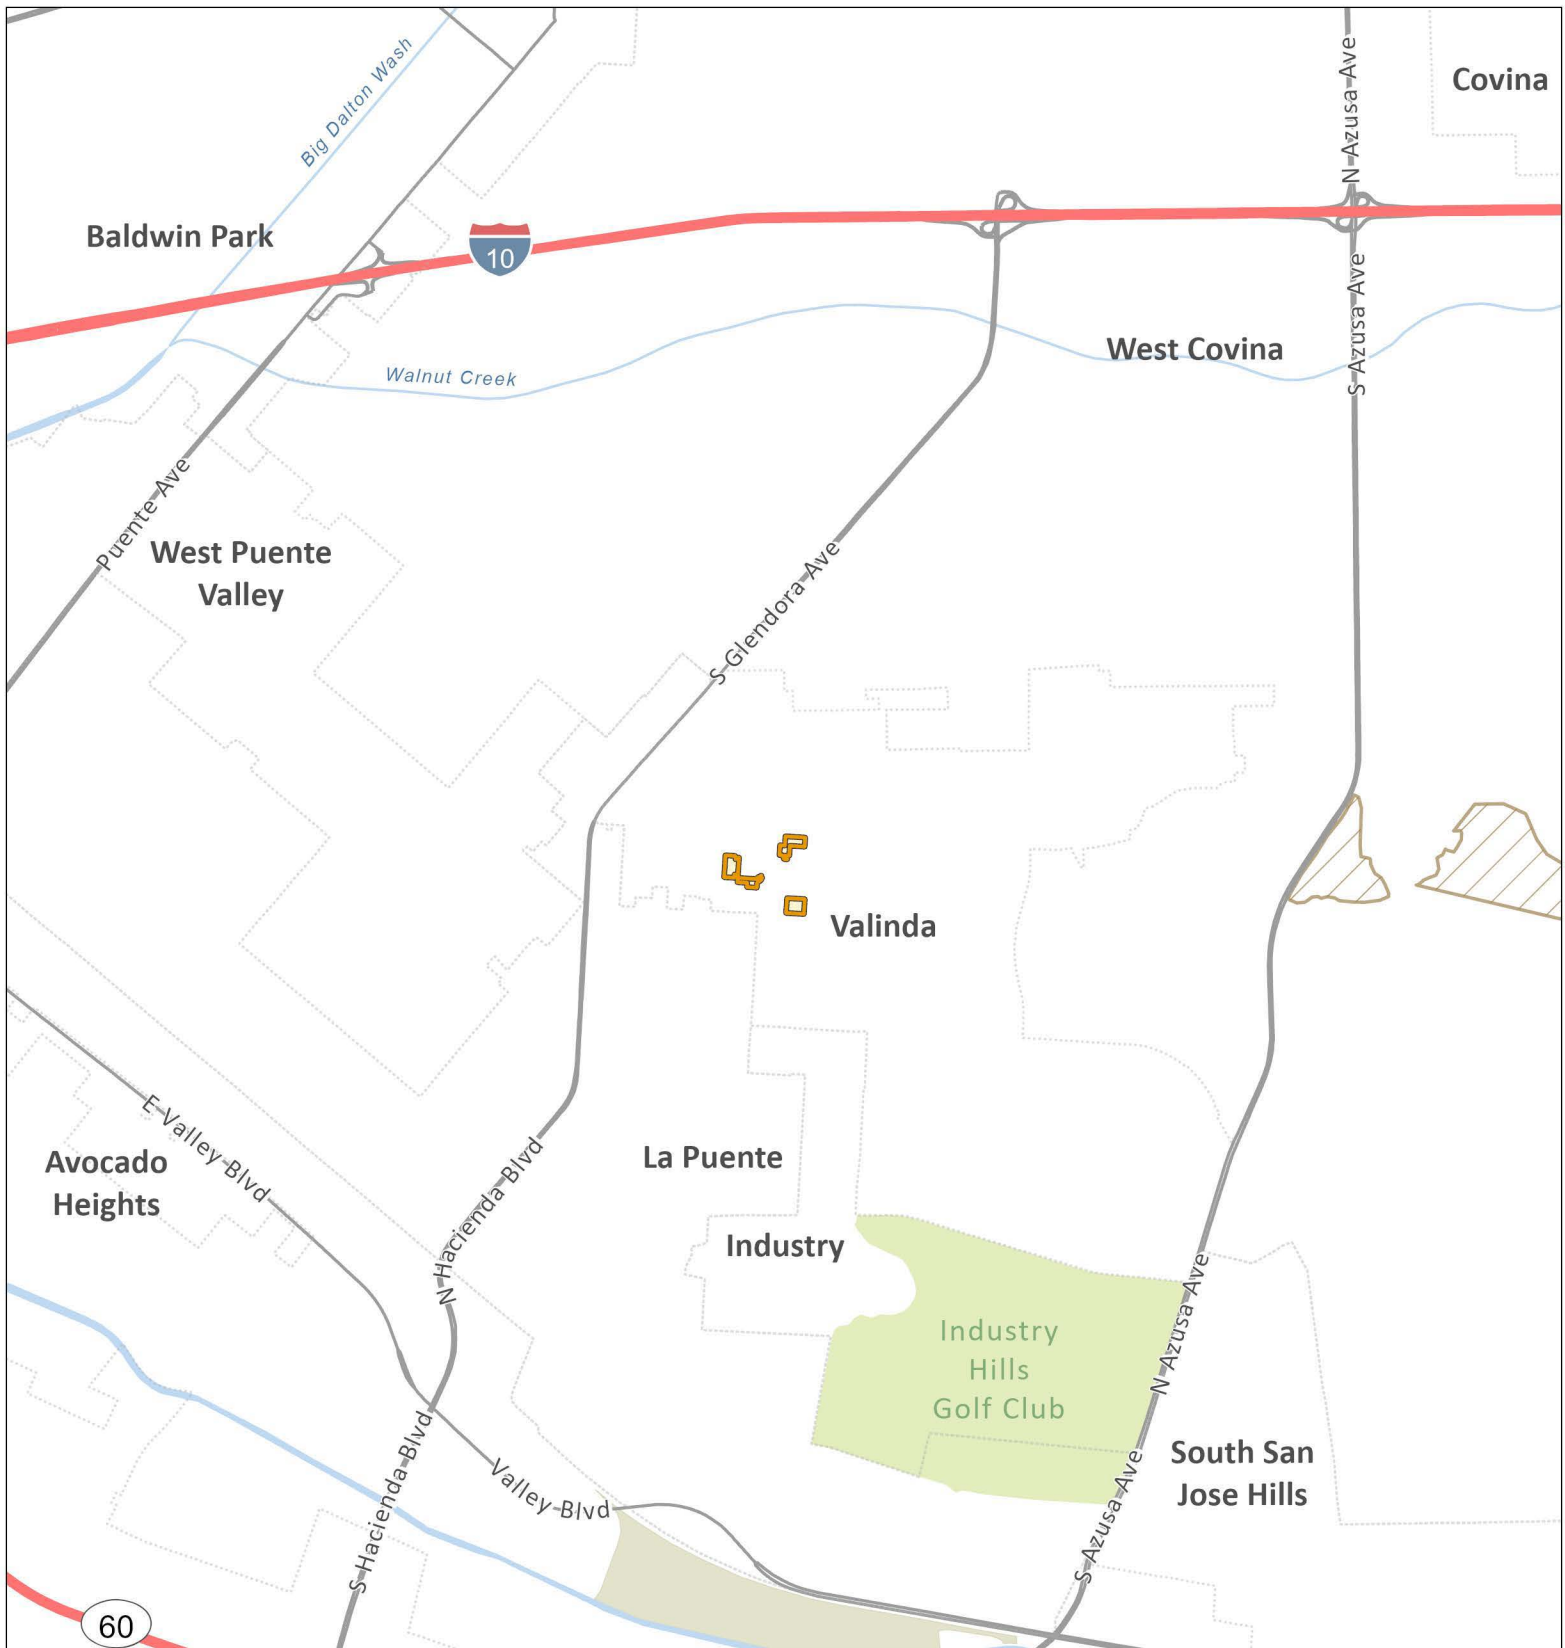 N Azusa Ave
Covina
Big Dalton Wash
Baldwin Park
10
S Azusa Ave
West Covina
Walnut Creek
Puente Ave
West Puente
Valley
S Glendora Ave
Valinda
E Valley Blvd
Avocado
Heights
N Hacienda Blvd
La Puente
Industry
Industry
Hills
Golf Club
N Azusa Ave
South San
Jose Hills
S Hacienda Blvd
Valley Blvd
S Azusa Ave
60